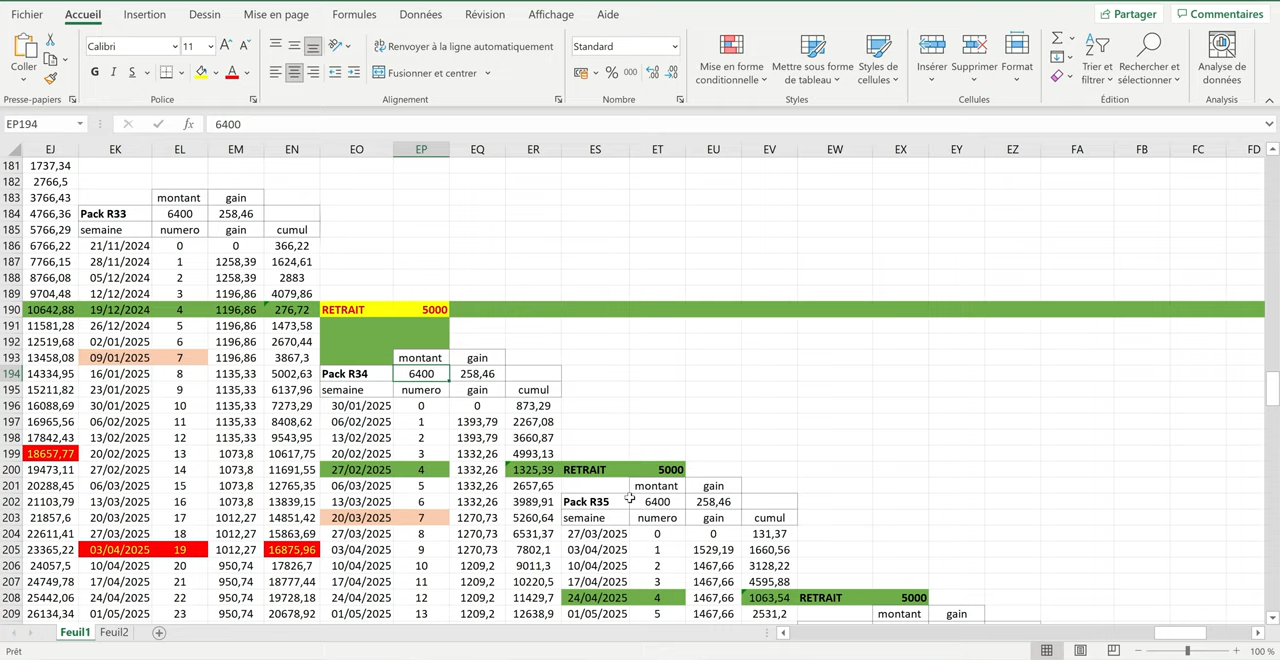 Fichier Accueil Insertion Dessin Mise en page Formules Données Révision Affichage Aide Partager Commentaires
Calibri 11 Renvoyer à la ligne automatiquement Standard
Coller G I S Fusionner et centrer % 000 Mise en forme conditionnelle Mettre sous forme de tableau Styles de cellules Insérer Supprimer Format Trier et filtrer Rechercher et sélectionner Analyse de données
Presse-papiers Police Alignement Nombre Styles Cellules Édition Analysis
EP194 fx 6400
EJ EK EL EM EN EO EP EQ ER ES ET EU EV EW EX EY EZ FA FB FC FD
181 1737,34
182 2766,5
183 3766,43 montant gain
184 4766,36 Pack R33 6400 258,46
185 5766,29 semaine numero gain cumul
186 6766,22 21/11/2024 0 0 366,22
187 7766,15 28/11/2024 1 1258,39 1624,61
188 8766,08 05/12/2024 2 1258,39 2883
189 9704,48 12/12/2024 3 1196,86 4079,86
190 10642,88 19/12/2024 4 1196,86 276,72 RETRAIT 5000
191 11581,28 26/12/2024 5 1196,86 1473,58
192 12519,68 02/01/2025 6 1196,86 2670,44
193 13458,08 09/01/2025 7 1196,86 3867,3 montant gain
194 14334,95 16/01/2025 8 1135,33 5002,63 Pack R34 6400 258,46
195 15211,82 23/01/2025 9 1135,33 6137,96 semaine numero gain cumul
196 16088,69 30/01/2025 10 1135,33 7273,29 30/01/2025 0 0 873,29
197 16965,56 06/02/2025 11 1135,33 8408,62 06/02/2025 1 1393,79 2267,08
198 17842,43 13/02/2025 12 1135,33 9543,95 13/02/2025 2 1393,79 3660,87
199 18657,77 20/02/2025 13 1073,8 10617,75 20/02/2025 3 1332,26 4993,13
200 19473,11 27/02/2025 14 1073,8 11691,55 27/02/2025 4 1332,26 1325,39 RETRAIT 5000
201 20288,45 06/03/2025 15 1073,8 12765,35 06/03/2025 5 1332,26 2657,65 montant gain
202 21103,79 13/03/2025 16 1073,8 13839,15 13/03/2025 6 1332,26 3989,91 Pack R35 6400 258,46
203 21857,6 20/03/2025 17 1012,27 14851,42 20/03/2025 7 1270,73 5260,64 semaine numero gain cumul
204 22611,41 27/03/2025 18 1012,27 15863,69 27/03/2025 8 1270,73 6531,37 27/03/2025 0 0 131,37
205 23365,22 03/04/2025 19 1012,27 16875,96 03/04/2025 9 1270,73 7802,1 03/04/2025 1 1529,19 1660,56
206 24057,5 10/04/2025 20 950,74 17826,7 10/04/2025 10 1209,2 9011,3 10/04/2025 2 1467,66 3128,22
207 24749,78 17/04/2025 21 950,74 18777,44 17/04/2025 11 1209,2 10220,5 17/04/2025 3 1467,66 4595,88
208 25442,06 24/04/2025 22 950,74 19728,18 24/04/2025 12 1209,2 11429,7 24/04/2025 4 1467,66 1063,54 RETRAIT 5000
209 26134,34 01/05/2025 23 950,74 20678,92 01/05/2025 13 1209,2 12638,9 01/05/2025 5 1467,66 2531,2 montant gain
Feuil1 Feuil2
Prêt 100 %